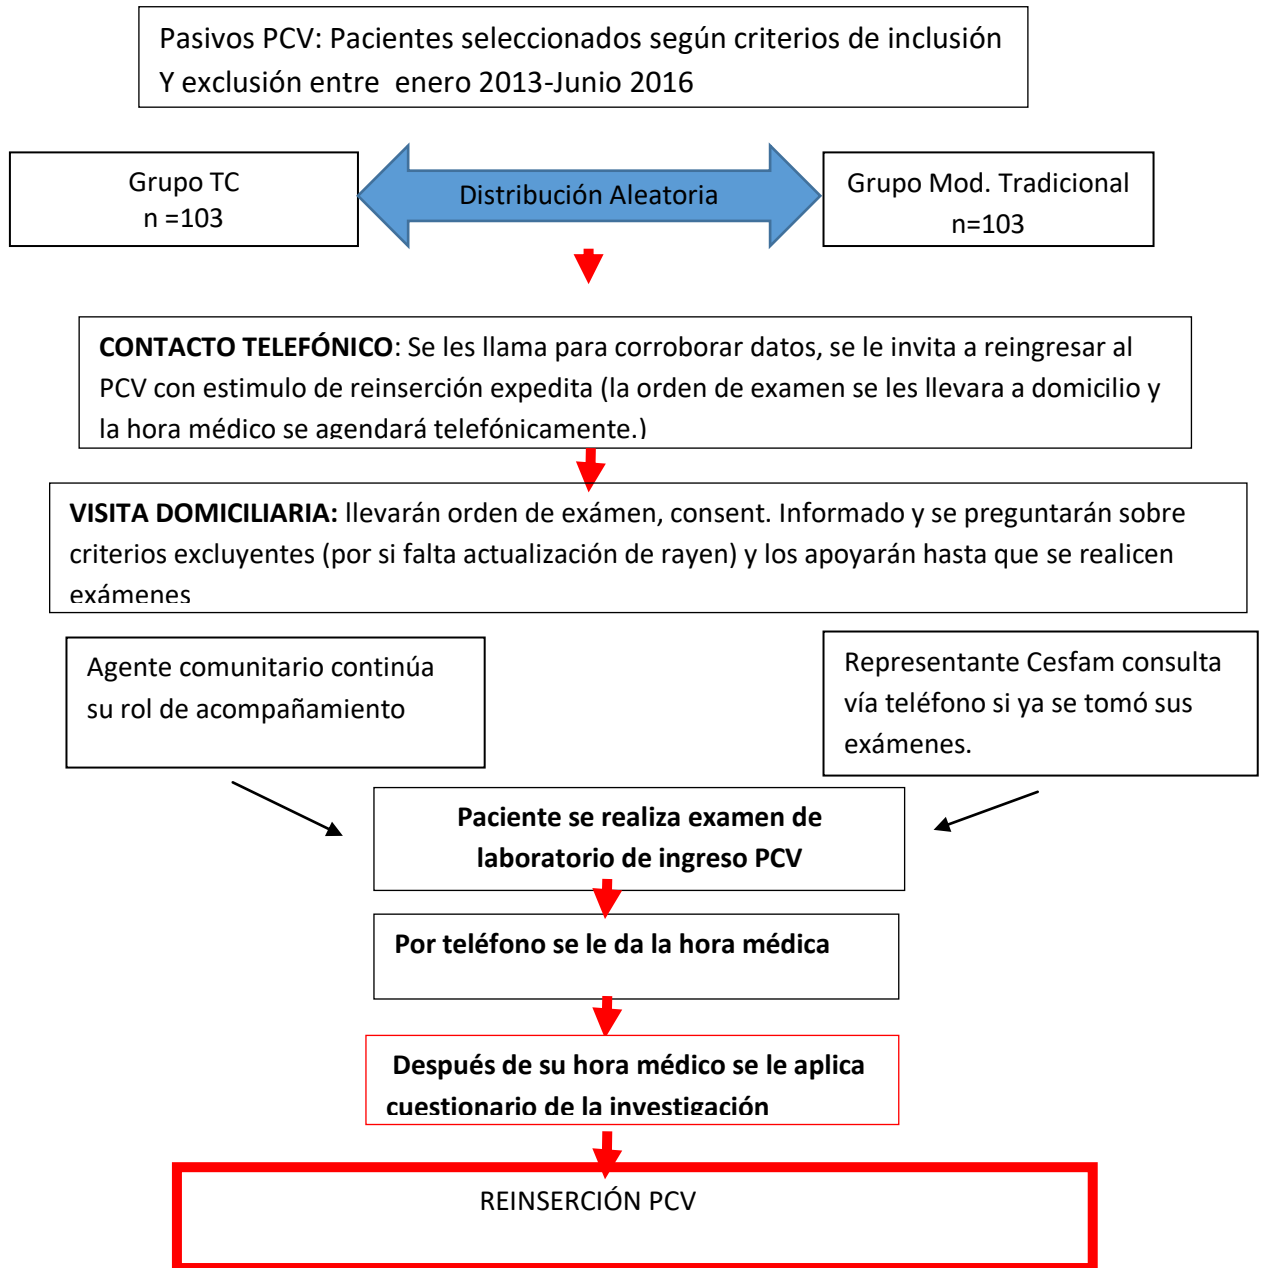 Pasivos PCV: Pacientes seleccionados según criterios de inclusión
Y exclusión entre enero 2013-Junio 2016
Grupo TC
n =103
Distribución Aleatoria
Grupo Mod. Tradicional
n=103
CONTACTO TELEFÓNICO: Se les llama para corroborar datos, se le invita a reingresar al
PCV con estimulo de reinserción expedita (la orden de examen se les llevara a domicilio y
la hora médico se agendará telefónicamente.)
VISITA DOMICILIARIA: llevarán orden de exámen, consent. Informado y se preguntarán sobre
criterios excluyentes (por si falta actualización de rayen) y los apoyarán hasta que se realicen
exámenes
Agente comunitario continúa
su rol de acompañamiento
Representante Cesfam consulta
vía teléfono si ya se tomó sus
exámenes.
Paciente se realiza examen de
laboratorio de ingreso PCV
Por teléfono se le da la hora médica
Después de su hora médico se le aplica
cuestionario de la investigación
REINSERCIÓN PCV